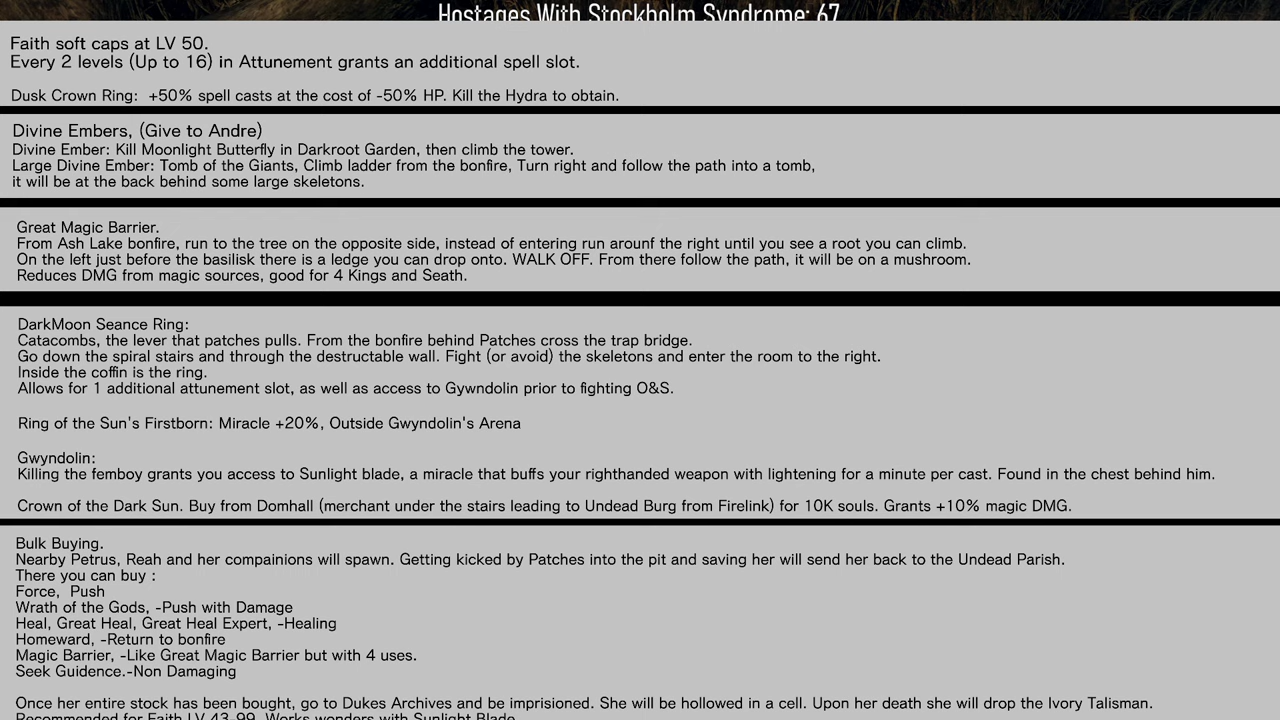 Hostages With Stockholm Syndrome: 67
Faith soft caps at LV 50.
Every 2 levels (Up to 16) in Attunement grants an additional spell slot.
Dusk Crown Ring:  +50% spell casts at the cost of -50% HP. Kill the Hydra to obtain.
Divine Embers, (Give to Andre)
Divine Ember: Kill Moonlight Butterfly in Darkroot Garden, then climb the tower.
Large Divine Ember: Tomb of the Giants, Climb ladder from the bonfire, Turn right and follow the path into a tomb,
it will be at the back behind some large skeletons.
Great Magic Barrier.
From Ash Lake bonfire, run to the tree on the opposite side, instead of entering run arounf the right until you see a root you can climb.
On the left just before the basilisk there is a ledge you can drop onto. WALK OFF. From there follow the path, it will be on a mushroom.
Reduces DMG from magic sources, good for 4 Kings and Seath.
DarkMoon Seance Ring:
Catacombs, the lever that patches pulls. From the bonfire behind Patches cross the trap bridge.
Go down the spiral stairs and through the destructable wall. Fight (or avoid) the skeletons and enter the room to the right.
Inside the coffin is the ring.
Allows for 1 additional attunement slot, as well as access to Gywndolin prior to fighting O&S.
Ring of the Sun's Firstborn: Miracle +20%, Outside Gwyndolin's Arena
Gwyndolin:
Killing the femboy grants you access to Sunlight blade, a miracle that buffs your righthanded weapon with lightening for a minute per cast. Found in the chest behind him.
Crown of the Dark Sun. Buy from Domhall (merchant under the stairs leading to Undead Burg from Firelink) for 10K souls. Grants +10% magic DMG.
Bulk Buying.
Nearby Petrus, Reah and her compainions will spawn. Getting kicked by Patches into the pit and saving her will send her back to the Undead Parish.
There you can buy :
Force,  Push
Wrath of the Gods, -Push with Damage
Heal, Great Heal, Great Heal Expert, -Healing
Homeward, -Return to bonfire
Magic Barrier, -Like Great Magic Barrier but with 4 uses.
Seek Guidence.-Non Damaging
Once her entire stock has been bought, go to Dukes Archives and be imprisioned. She will be hollowed in a cell. Upon her death she will drop the Ivory Talisman.
Recommended for Faith LV 43-99. Works wonders with Sunlight Blade.